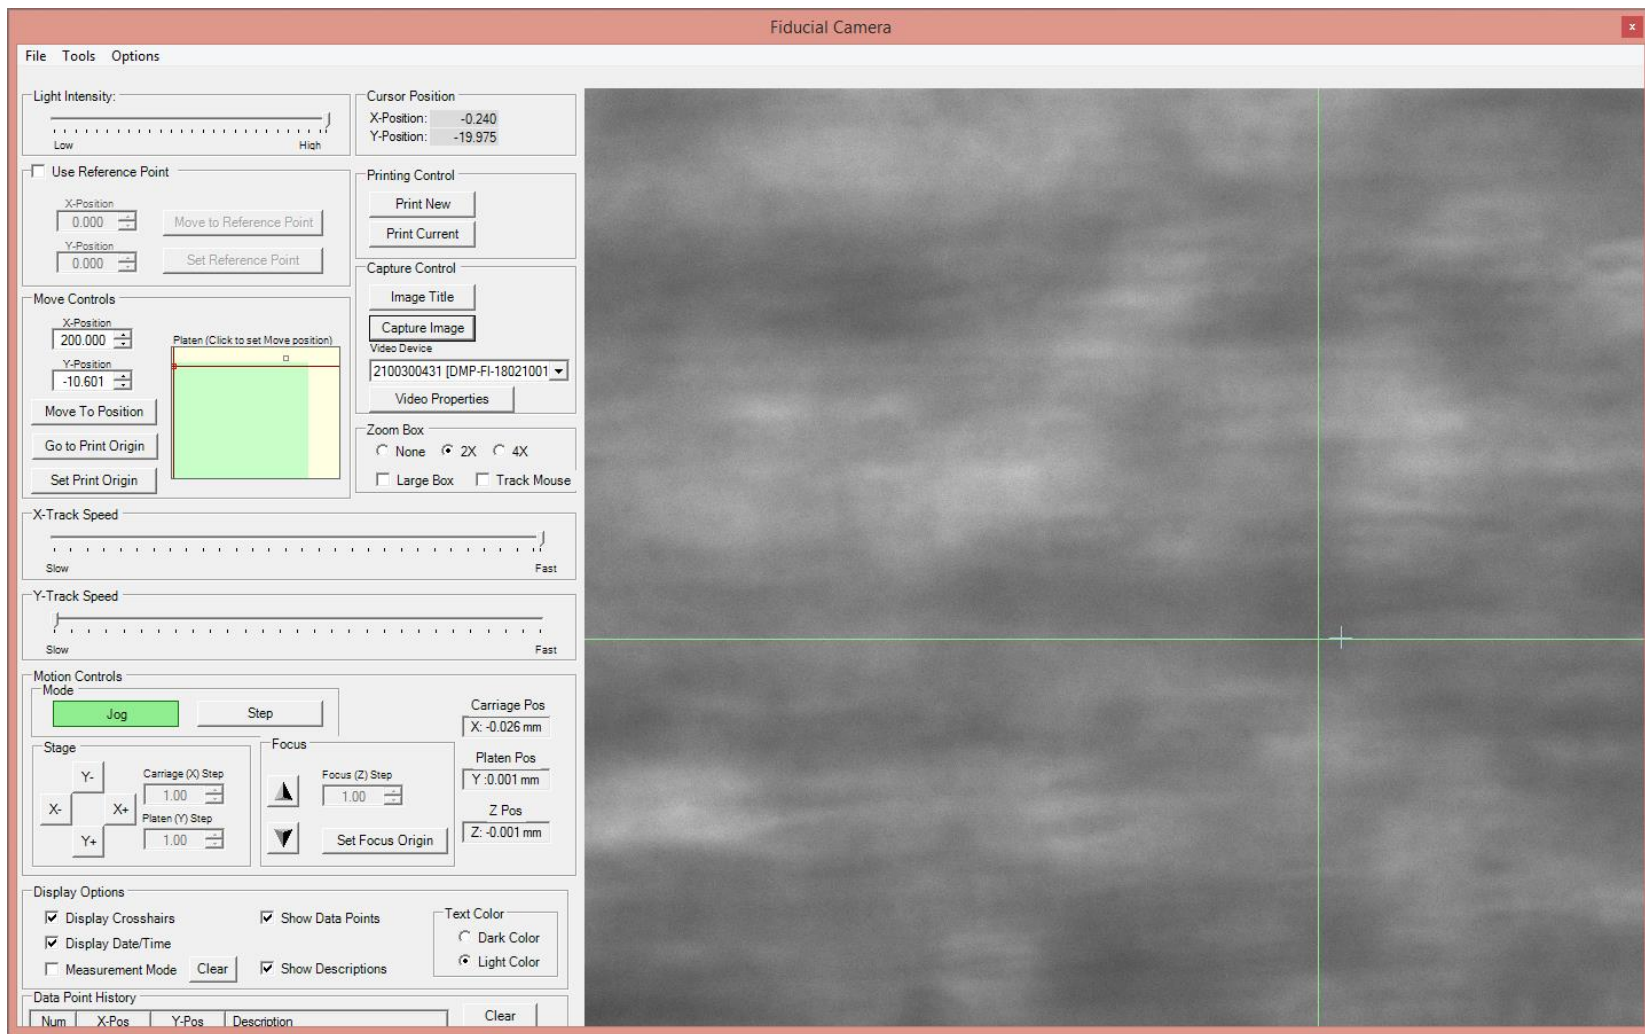 Fiducial Camera
x
File Tools Options
Light Intensity:
Low High
Cursor Position
X-Position: -0.240
Y-Position: -19.975
Use Reference Point
X-Position
0.000
Move to Reference Point
Y-Position
0.000
Set Reference Point
Printing Control
Print New
Print Current
Capture Control
Image Title
Capture Image
Video Device
2100300431 [DMP-FI-18021001
Video Properties
Move Controls
X-Position
200.000
Y-Position
-10.601
Move To Position
Go to Print Origin
Set Print Origin
Platen (Click to set Move position)
Zoom Box
None 2X 4X
Large Box Track Mouse
X-Track Speed
Slow Fast
Y-Track Speed
Slow Fast
Motion Controls
Mode
Jog Step
Stage
Y-
X- X+
Y+
Carriage (X) Step
1.00
Platen (Y) Step
1.00
Focus
Focus (Z) Step
1.00
Set Focus Origin
Carriage Pos
X: -0.026 mm
Platen Pos
Y :0.001 mm
Z Pos
Z: -0.001 mm
Display Options
Display Crosshairs
Display Date/Time
Measurement Mode Clear
Show Data Points
Show Descriptions
Text Color
Dark Color
Light Color
Data Point History
Num X-Pos Y-Pos Description
Clear